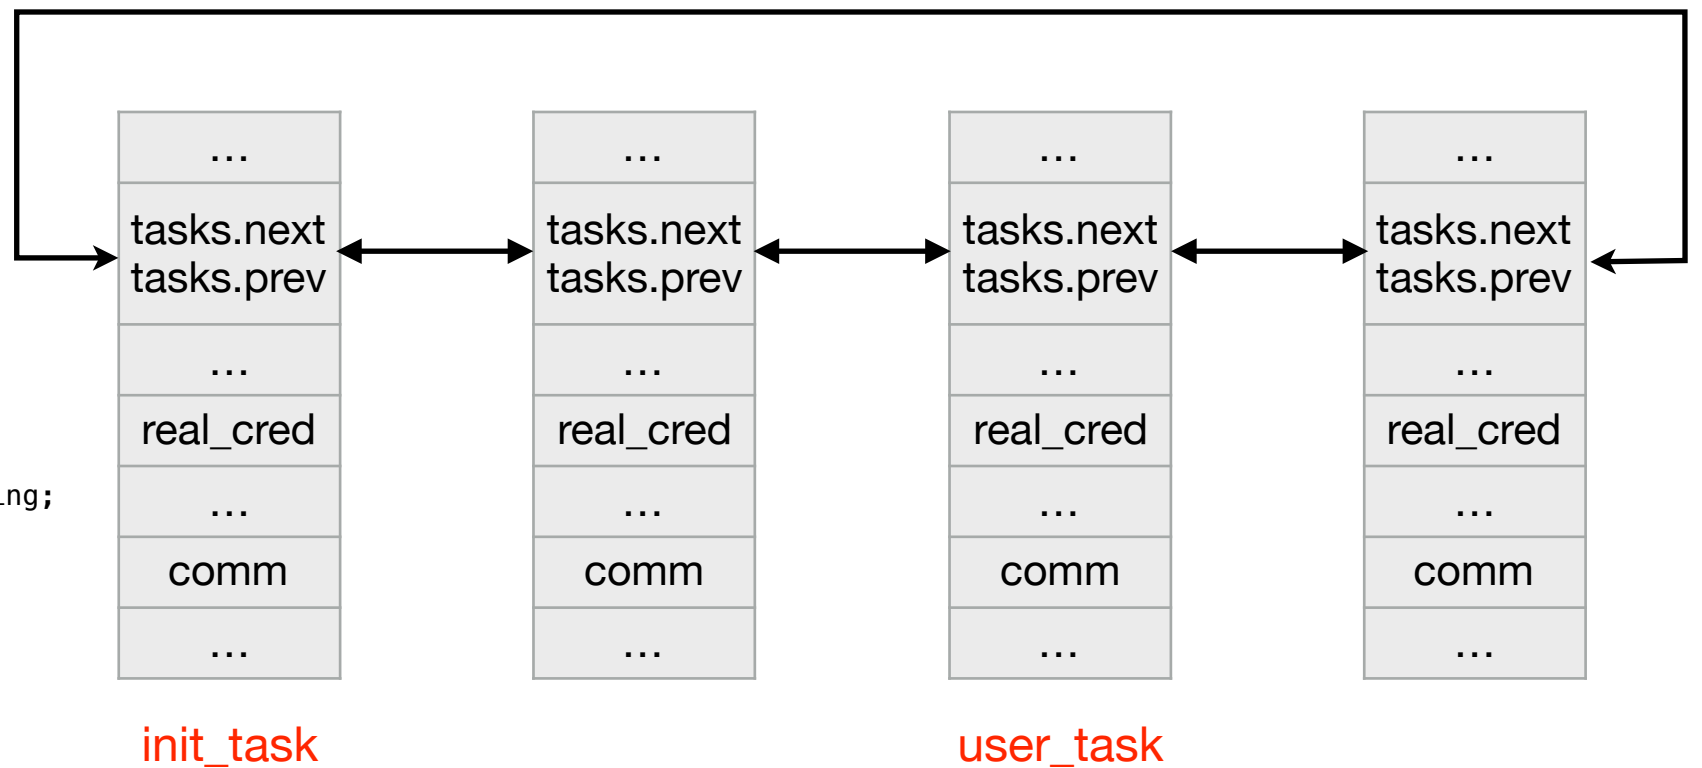 ...
tasks.next
tasks.prev
...
real_cred
...
comm
...
init_task
...
tasks.next
tasks.prev
...
real_cred
...
comm
...
...
tasks.next
tasks.prev
...
real_cred
...
comm
...
user_task
...
tasks.next
tasks.prev
...
real_cred
...
comm
...